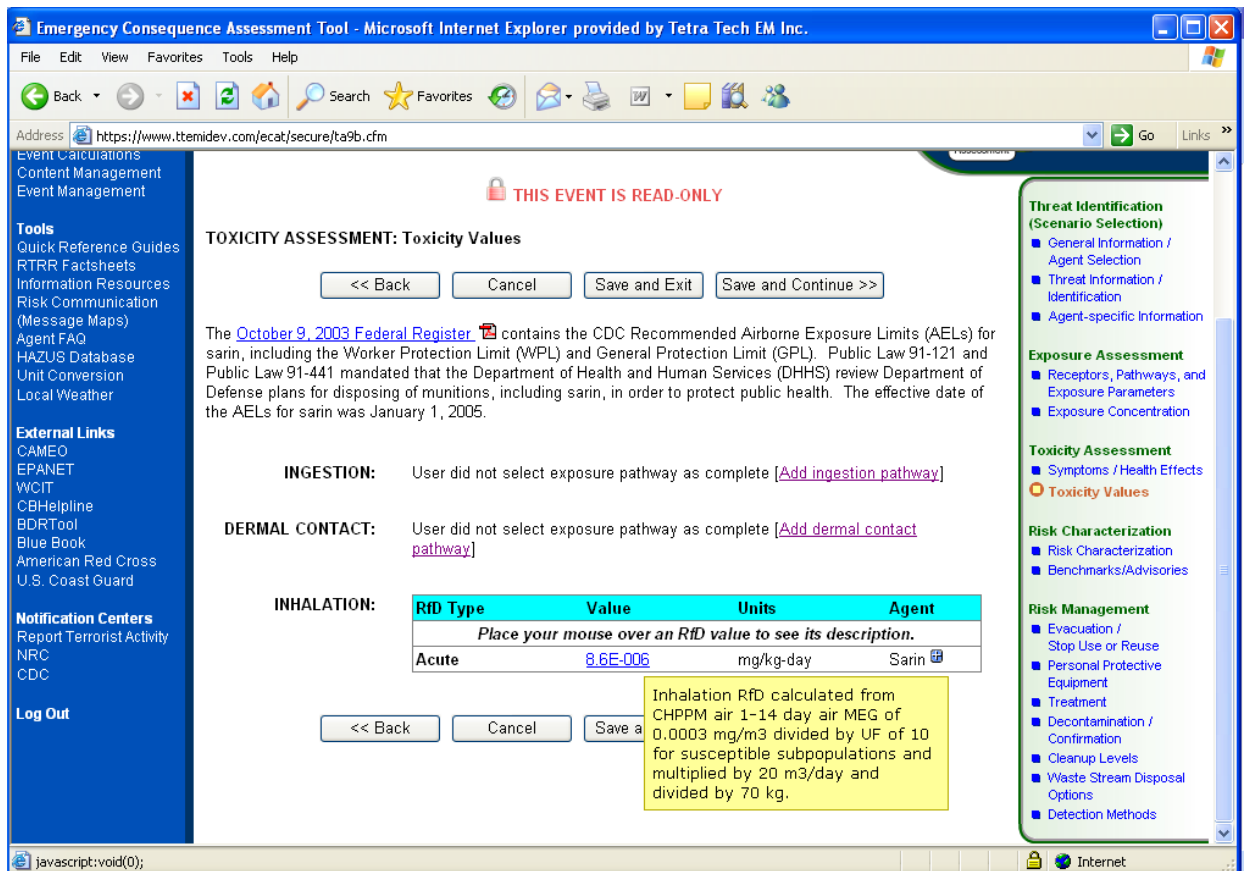 Emergency Consequence Assessment Tool - Microsoft Internet Explorer provided by Tetra Tech EM Inc.
File Edit View Favorites Tools Help
Back Search Favorites
Address https://www.ttemidev.com/ecat/secure/ta9b.cfm Go Links »
Event Calculations
Content Management
Event Management
Tools
Quick Reference Guides
RTRR Factsheets
Information Resources
Risk Communication
(Message Maps)
Agent FAQ
HAZUS Database
Unit Conversion
Local Weather
External Links
CAMEO
EPANET
WCIT
CBHelpline
BDRTool
Blue Book
American Red Cross
U.S. Coast Guard
Notification Centers
Report Terrorist Activity
NRC
CDC
Log Out
THIS EVENT IS READ-ONLY
TOXICITY ASSESSMENT: Toxicity Values
<< Back Cancel Save and Exit Save and Continue >>
The October 9, 2003 Federal Register contains the CDC Recommended Airborne Exposure Limits (AELs) for
sarin, including the Worker Protection Limit (WPL) and General Protection Limit (GPL). Public Law 91-121 and
Public Law 91-441 mandated that the Department of Health and Human Services (DHHS) review Department of
Defense plans for disposing of munitions, including sarin, in order to protect public health. The effective date of
the AELs for sarin was January 1, 2005.
INGESTION: User did not select exposure pathway as complete [Add ingestion pathway]
DERMAL CONTACT: User did not select exposure pathway as complete [Add dermal contact
pathway]
INHALATION:
RfD Type Value Units Agent
Place your mouse over an RfD value to see its description.
Acute 8.6E-006 mg/kg-day Sarin
Inhalation RfD calculated from
CHPPM air 1-14 day air MEG of
0.0003 mg/m3 divided by UF of 10
for susceptible subpopulations and
multiplied by 20 m3/day and
divided by 70 kg.
<< Back Cancel Save a
Assessment
Threat Identification
(Scenario Selection)
General Information /
Agent Selection
Threat Information /
Identification
Agent-specific Information
Exposure Assessment
Receptors, Pathways, and
Exposure Parameters
Exposure Concentration
Toxicity Assessment
Symptoms / Health Effects
Toxicity Values
Risk Characterization
Risk Characterization
Benchmarks/Advisories
Risk Management
Evacuation /
Stop Use or Reuse
Personal Protective
Equipment
Treatment
Decontamination /
Confirmation
Cleanup Levels
Waste Stream Disposal
Options
Detection Methods
javascript:void(0); Internet